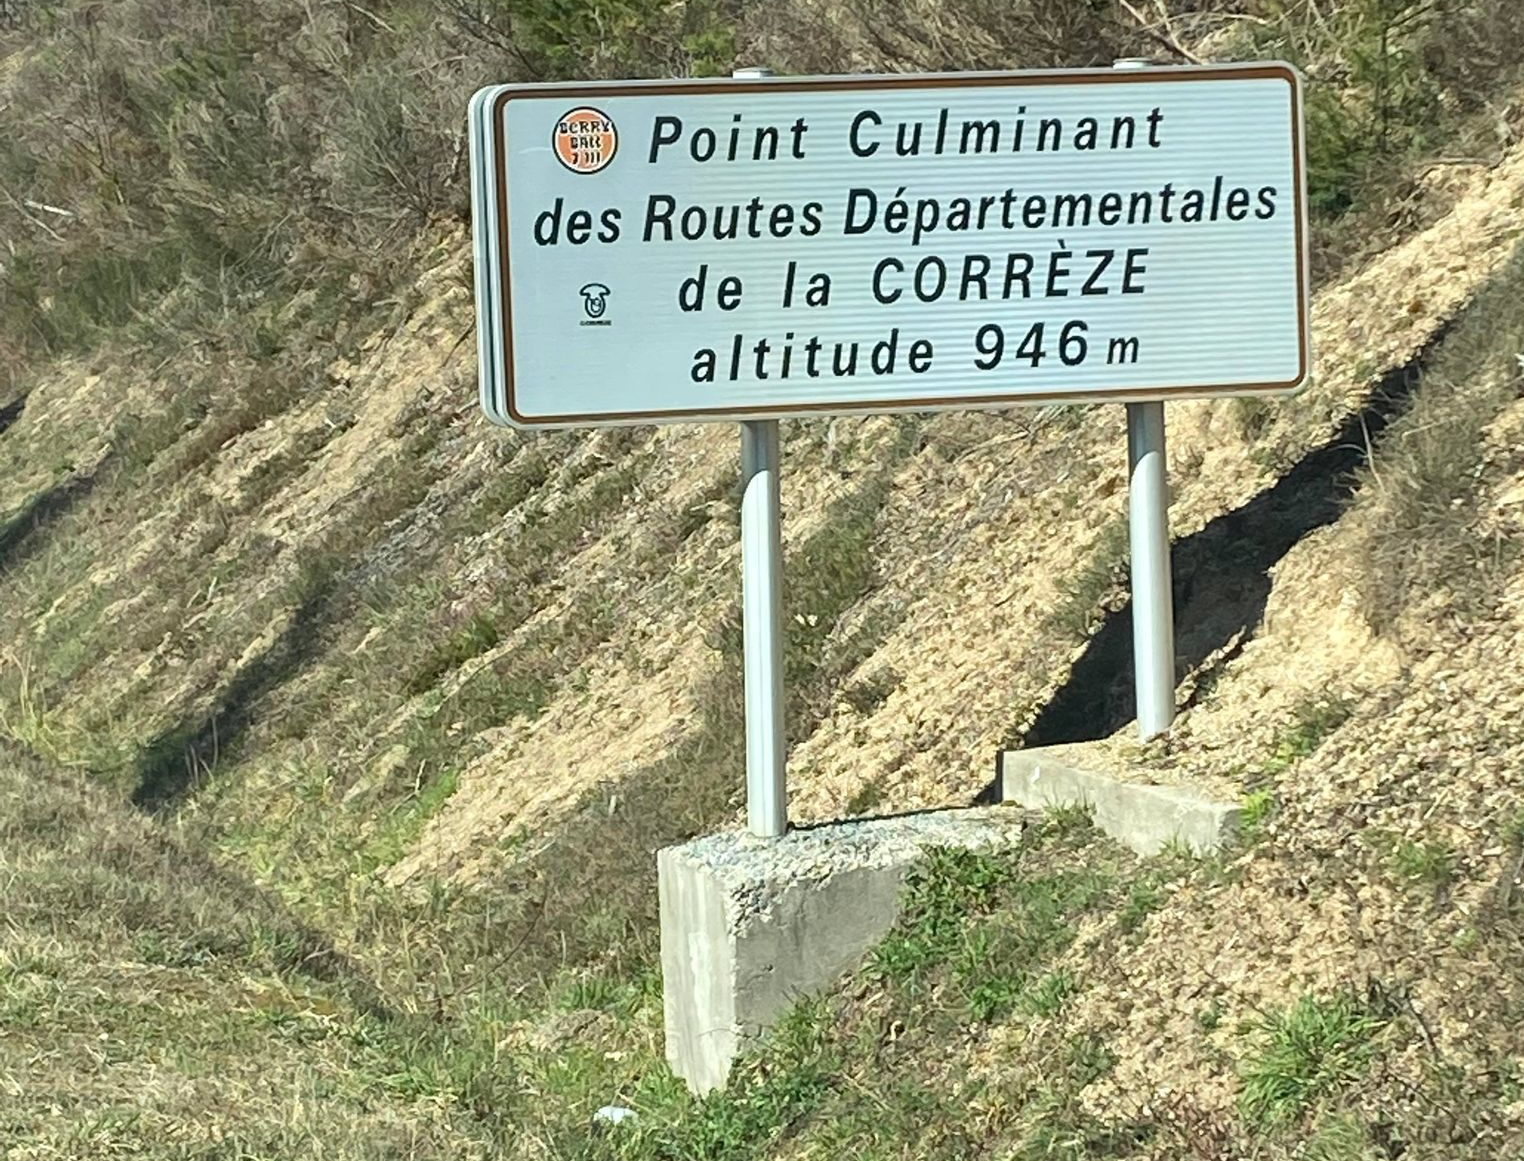 Point Culminant
des Routes Départementales
de la CORRÈZE
altitude 946 m